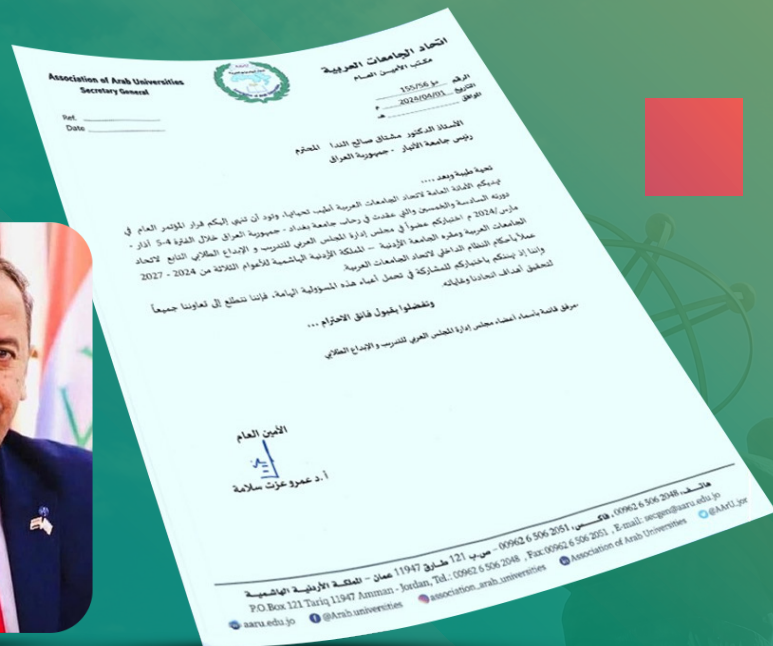 Association of Arab Universities
Secretary General
اتحاد الجامعات العربية
مكتب الأمين العام
Ref.
Date
الرقم 155/56
التاريخ 2024/04/01 م
الموافق هـ
الأستاذ الدكتور مشتاق صالح الندا المحترم
رئيس جامعة الأنبار - جمهورية العراق
تحية طيبة وبعد ....
تهديكم الأمانة العامة لاتحاد الجامعات العربية أطيب تحياتها، وتود أن تنهي إليكم قرار المؤتمر العام في
دورته السادسة والخمسين والتي عقدت في رحاب جامعة بغداد - جمهورية العراق خلال الفترة 4-5 آذار -
مارس/2024 م اختياركم عضواً في مجلس إدارة المجلس العربي للتدريب و الإبداع الطلابي التابع لاتحاد
الجامعات العربية ومقره الجامعة الأردنية – المملكة الأردنية الهاشمية للأعوام الثلاثة من 2024 - 2027
عملاً بأحكام النظام الداخلي لاتحاد الجامعات العربية.
وإننا إذ نهنئكم باختياركم للمشاركة في تحمل أعباء هذه المسؤولية الهامة، فإننا نتطلع إلى تعاوننا جميعاً
لتحقيق أهداف اتحادنا وغاياته.
وتفضلوا بقبول فائق الاحترام ...
-مرفق قائمة بأسماء أعضاء مجلس إدارة المجلس العربي للتدريب والابداع الطلابي
الأمين العام
أ.د عمرو عزت سلامة
هاتف، 2048 506 6 00962، فاكس، 2051 506 6 00962 - ص.ب 121 طارق 11947 عمان – المملكة الأردنية الهاشمية
P.O.Box 121 Tariq 11947 Amman - Jordan, Tel.: 00962 6 506 2048 , Fax: 00962 6 506 2051 , E-mail: secgen@aaru.edu.jo
aaru.edu.jo @Arab.universities association_arab_universities Association of Arab Universities @AArU_jor